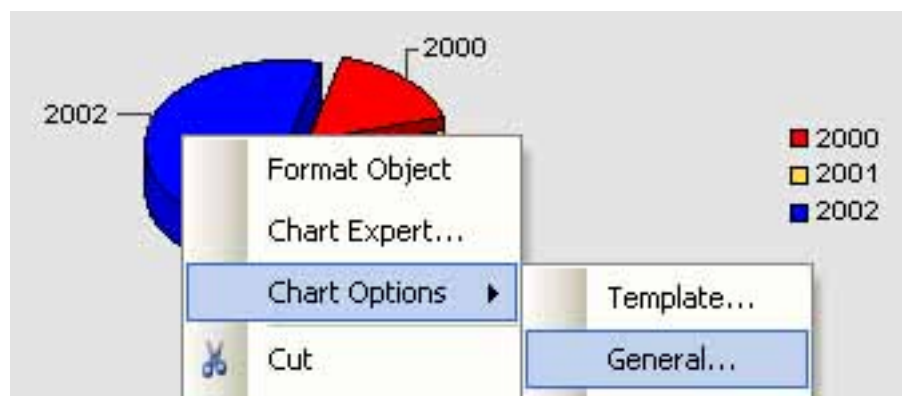 2000
2002
2000
2001
2002
Format Object
Chart Expert...
Chart Options
Cut
Template...
General...